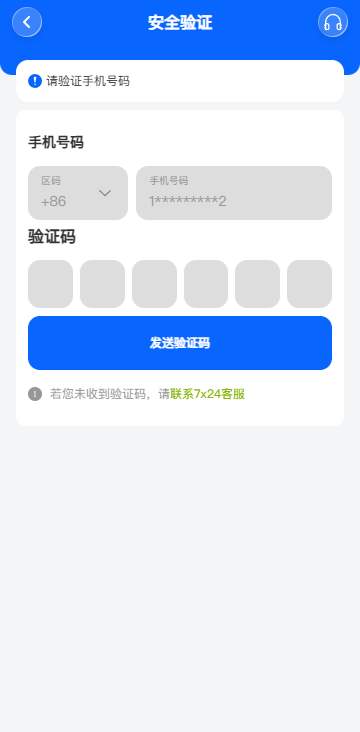 安全验证
请验证手机号码
手机号码
区码
+86
手机号码
1*********2
验证码
发送验证码
若您未收到验证码，请联系7x24客服